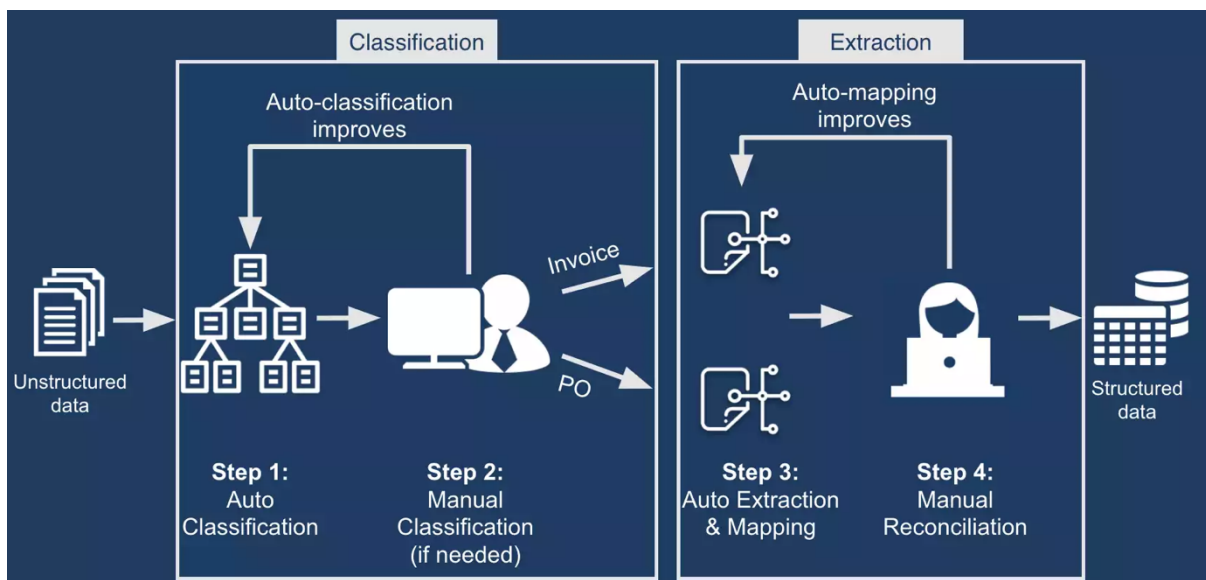 Classification
Extraction
Auto-classification
improves
Auto-mapping
improves
Invoice
PO
Unstructured
data
Structured
data
Step 1:
Auto
Classification
Step 2:
Manual
Classification
(if needed)
Step 3:
Auto Extraction
& Mapping
Step 4:
Manual
Reconciliation